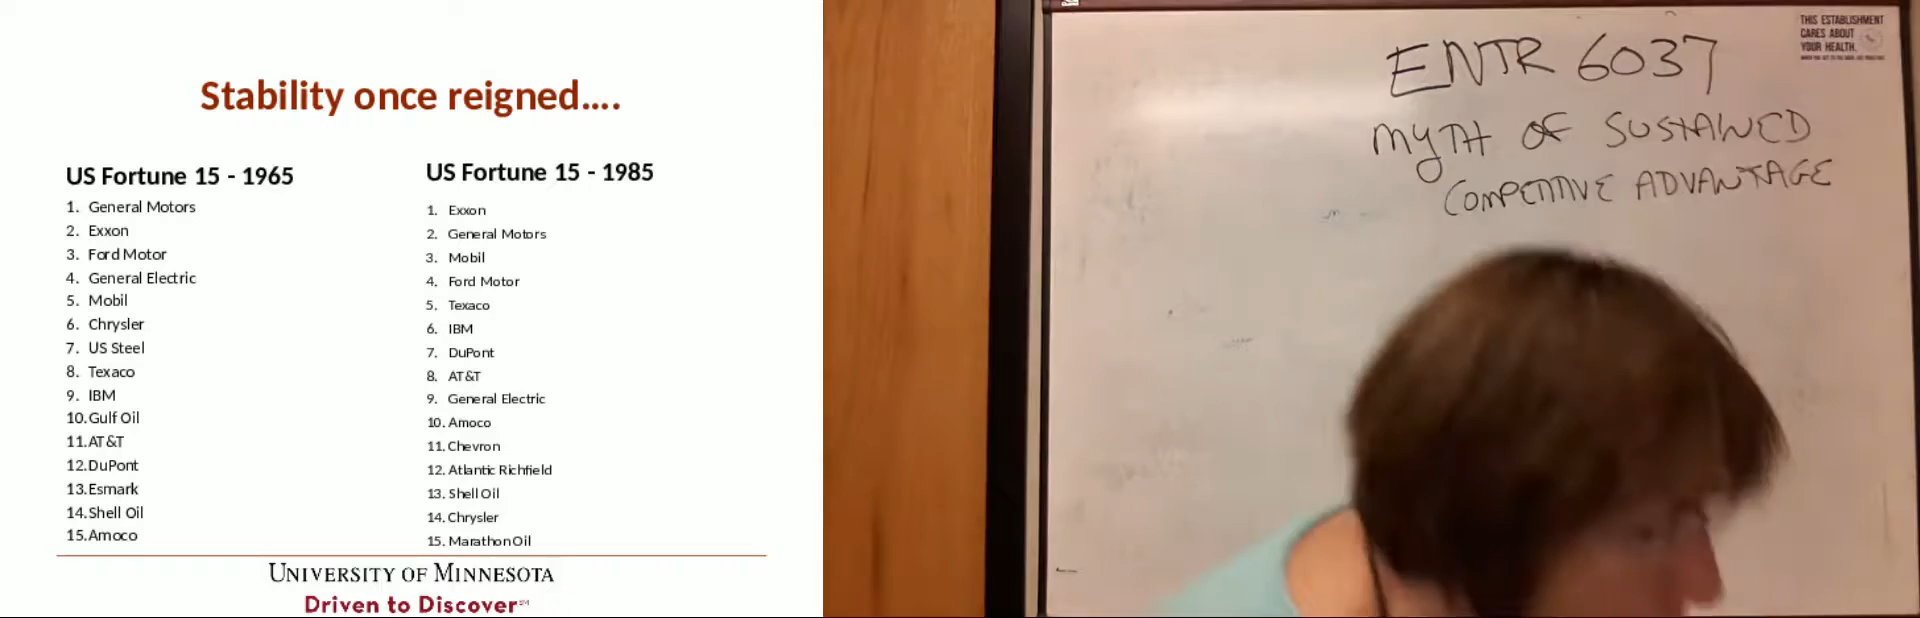 Stability once reigned....
US Fortune 15 - 1965
1. General Motors
2. Exxon
3. Ford Motor
4. General Electric
5. Mobil
6. Chrysler
7. US Steel
8. Texaco
9. IBM
10. Gulf Oil
11. AT&T
12. DuPont
13. Esmark
14. Shell Oil
15. Amoco
US Fortune 15 - 1985
1. Exxon
2. General Motors
3. Mobil
4. Ford Motor
5. Texaco
6. IBM
7. DuPont
8. AT&T
9. General Electric
10. Amoco
11. Chevron
12. Atlantic Richfield
13. Shell Oil
14. Chrysler
15. Marathon Oil
UNIVERSITY OF MINNESOTA
Driven to Discover℠
ENTR 6037
MYTH OF SUSTAINED
COMPETITIVE ADVANTAGE
THIS ESTABLISHMENT
CARES ABOUT
YOUR HEALTH.